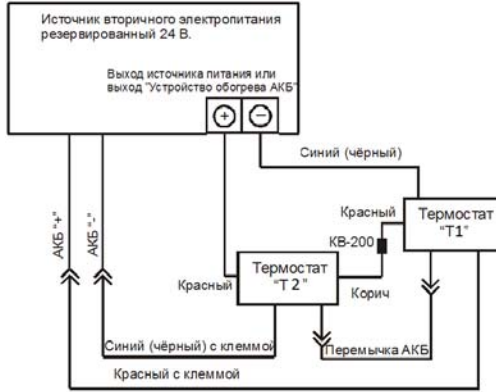 Источник вторичного электропитания
резервированный 24 В.
Выход источника питания или
выход "Устройство обогрева АКБ"
+ −
Синий (чёрный)
АКБ "+"
АКБ "-"
Красный
Термостат
"Т1"
КВ-200
Красный
Термостат
"Т2"
Корич
Синий (чёрный) с клеммой
Перемычка АКБ
Красный с клеммой